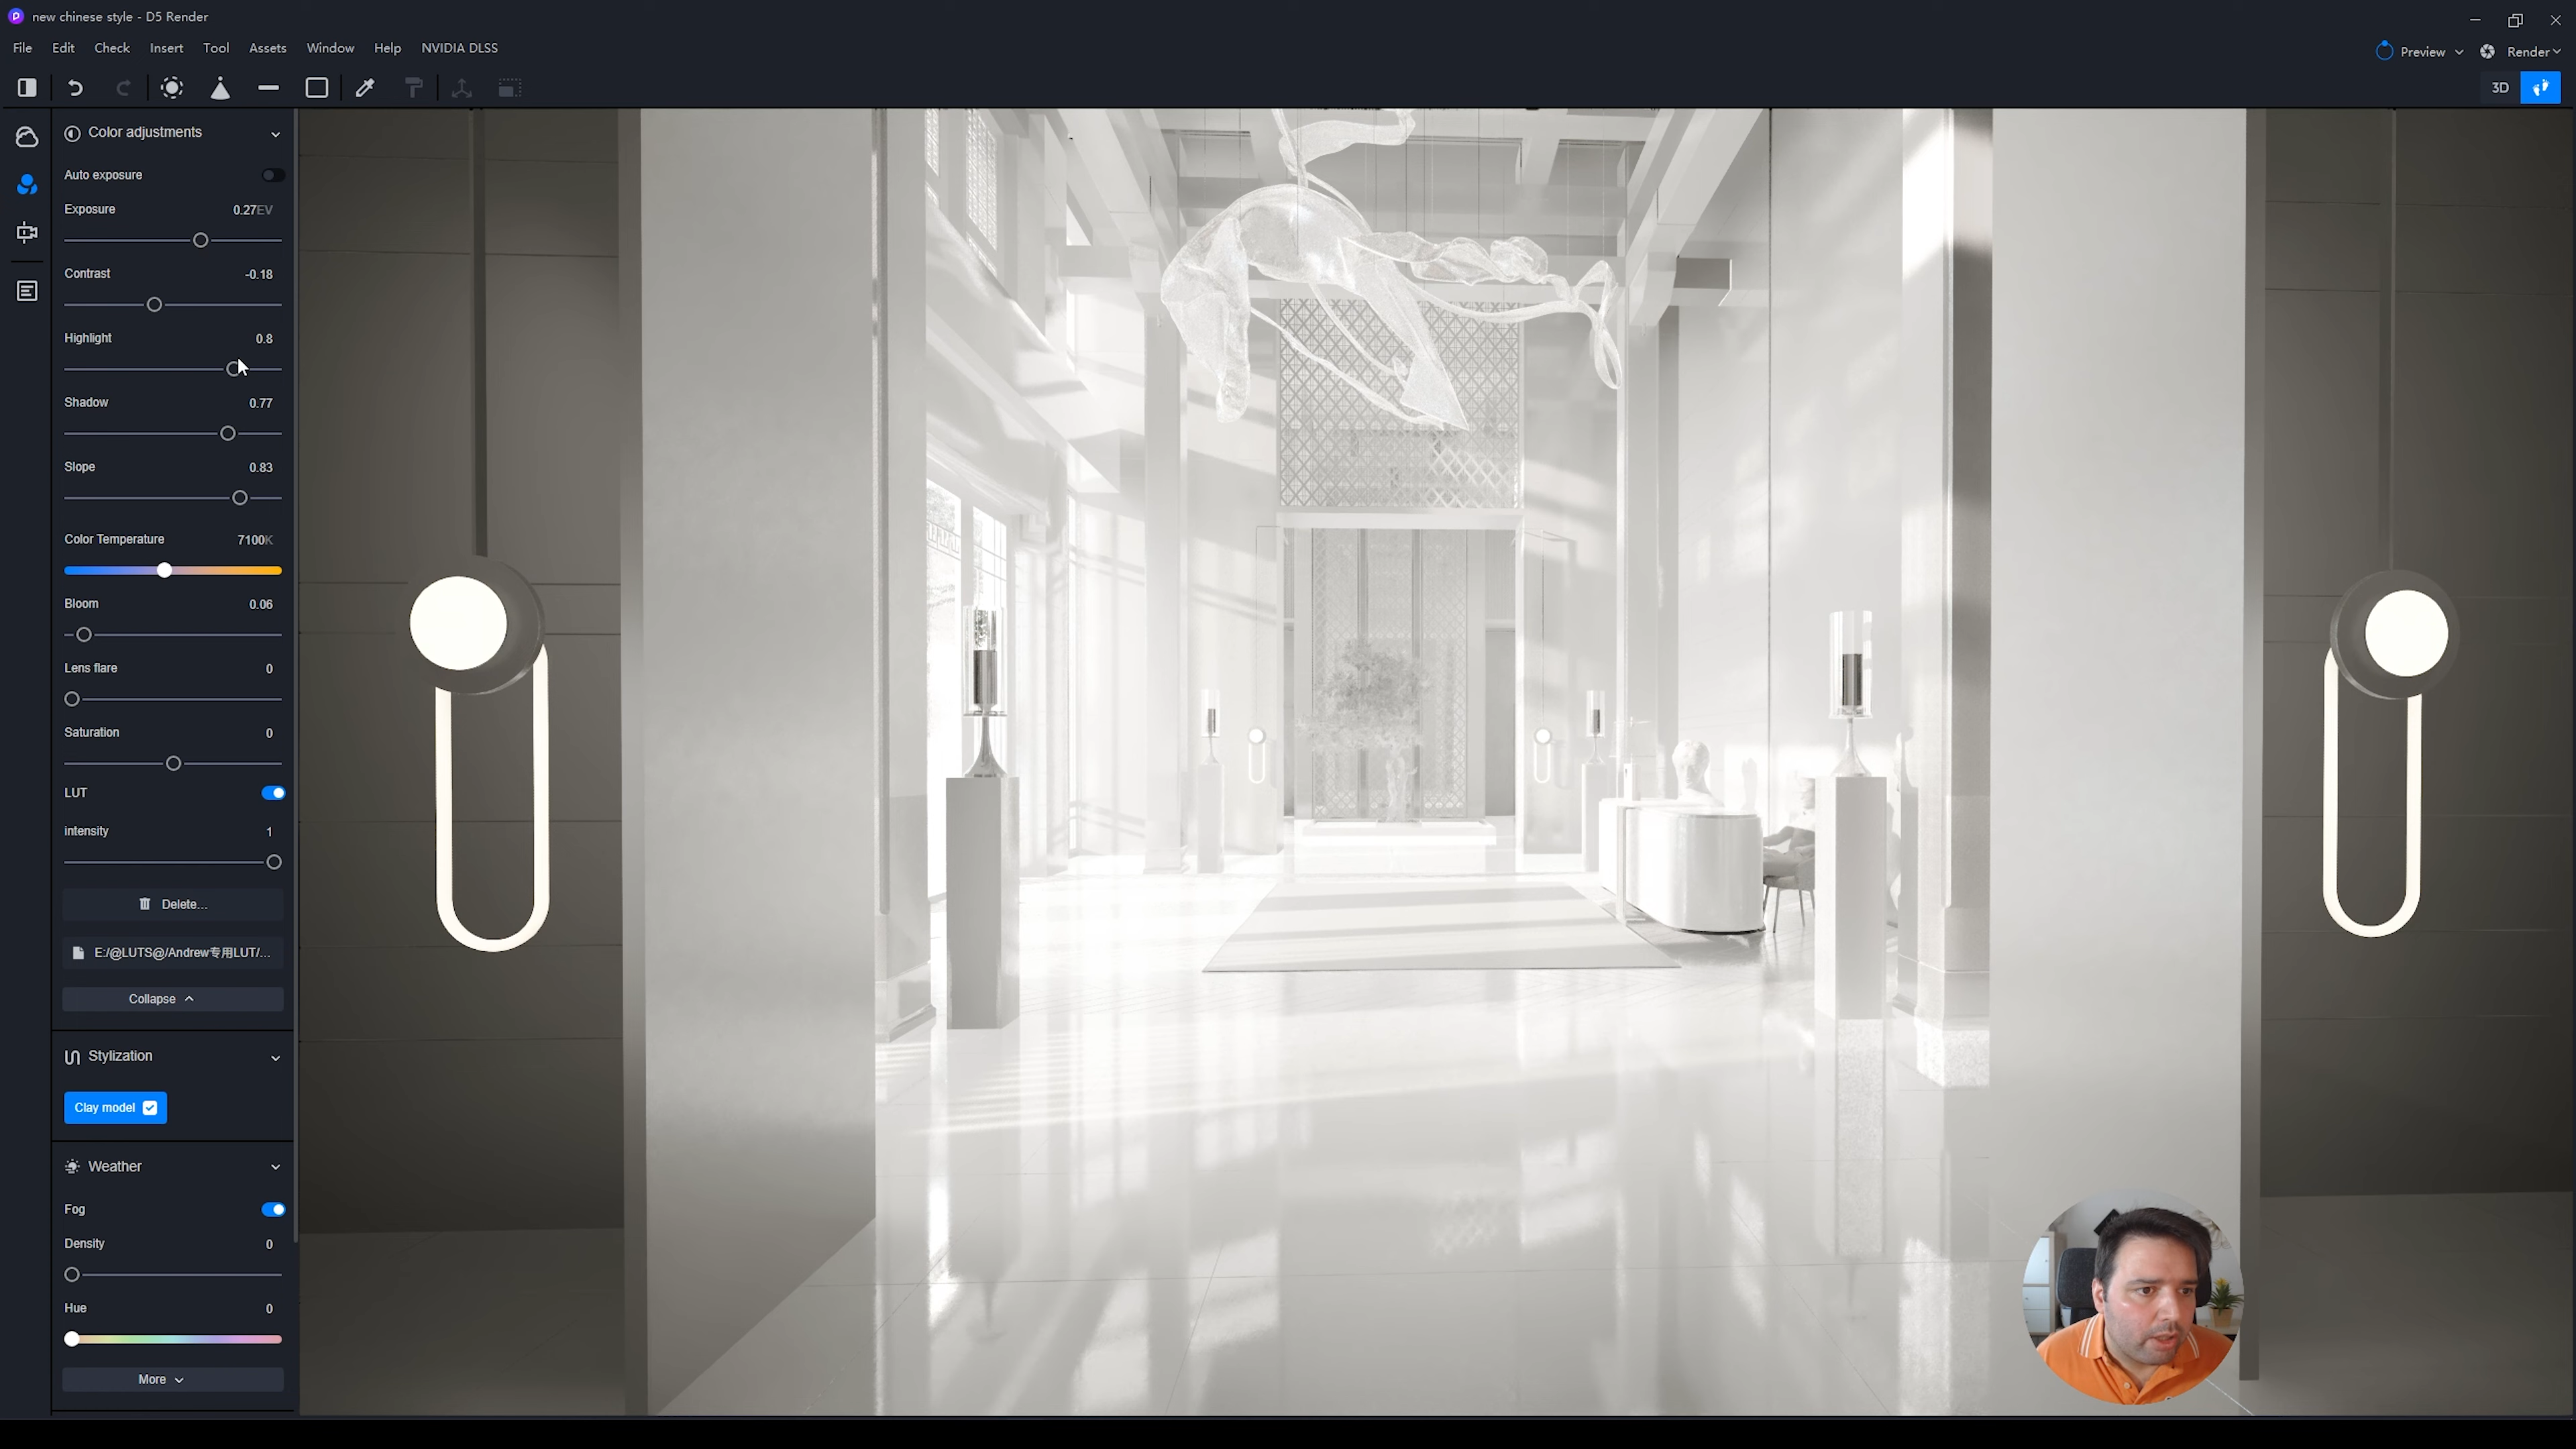 new chinese style - D5 Render
File Edit Check Insert Tool Assets Window Help NVIDIA DLSS
Preview Render
3D
Color adjustments
Auto exposure
Exposure 0.27EV
Contrast -0.18
Highlight 0.8
Shadow 0.77
Slope 0.83
Color Temperature 7100K
Bloom 0.06
Lens flare 0
Saturation 0
LUT
intensity 1
Delete...
E:/@LUTS@/Andrew专用LUT/...
Collapse
Stylization
Clay model
Weather
Fog
Density 0
Hue 0
More